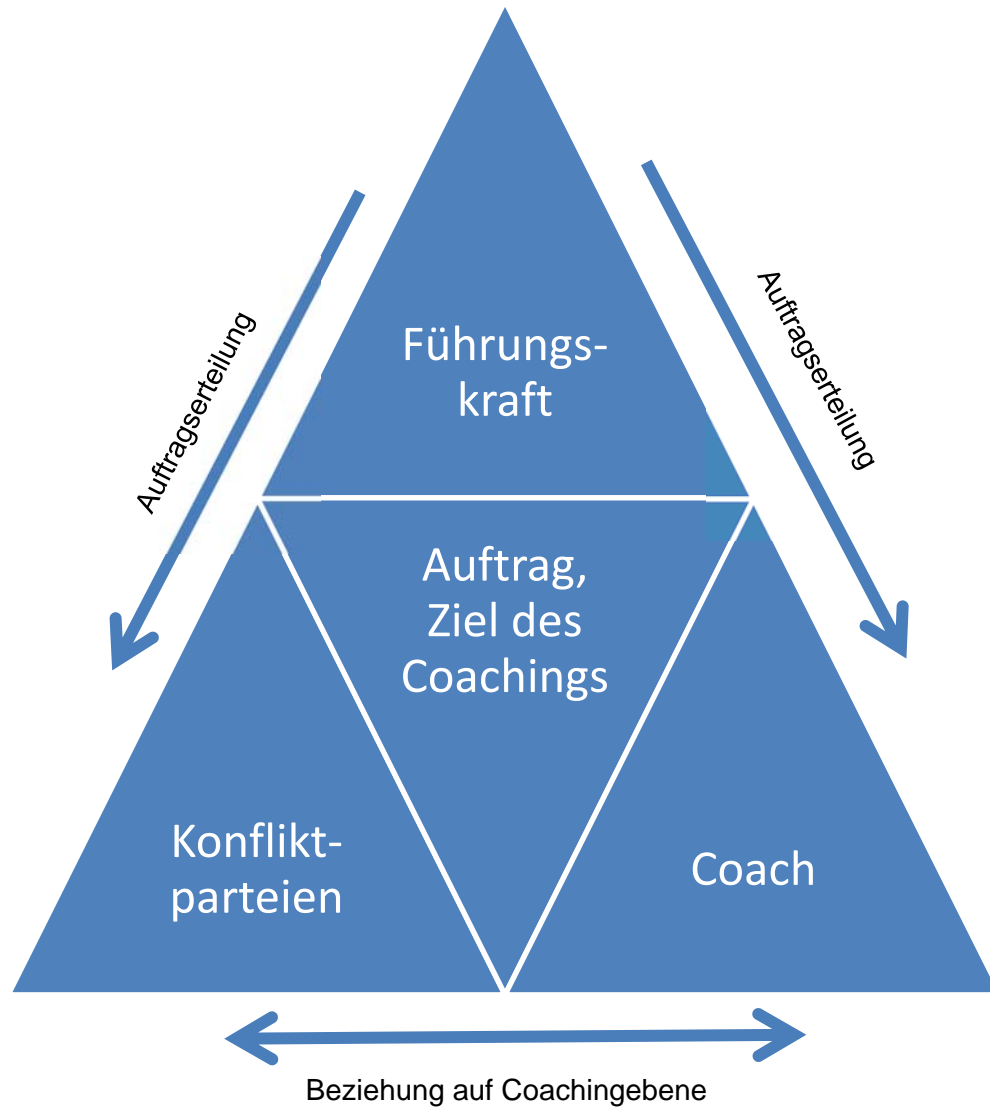 Führungs-
kraft
Auftragserteilung
Auftragserteilung
Auftrag,
Ziel des
Coachings
Konflikt-
parteien
Coach
Beziehung auf Coachingebene